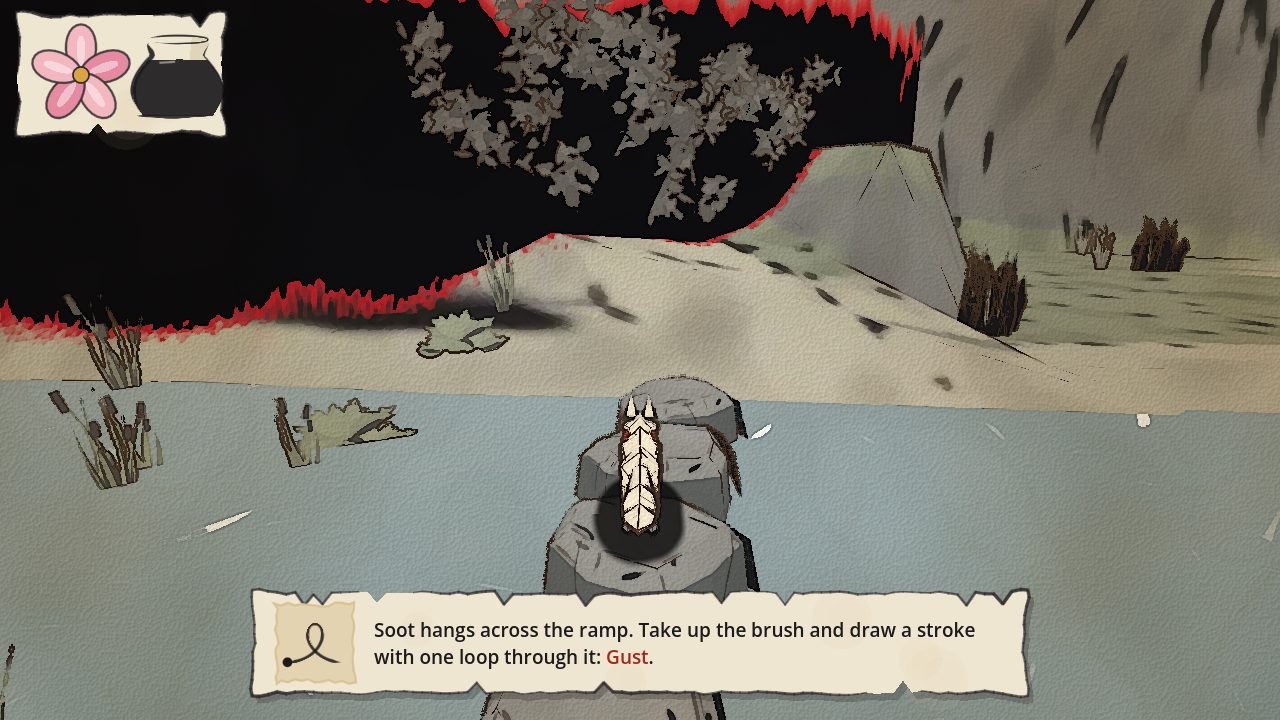 Soot hangs across the ramp. Take up the brush and draw a stroke
with one loop through it: Gust.